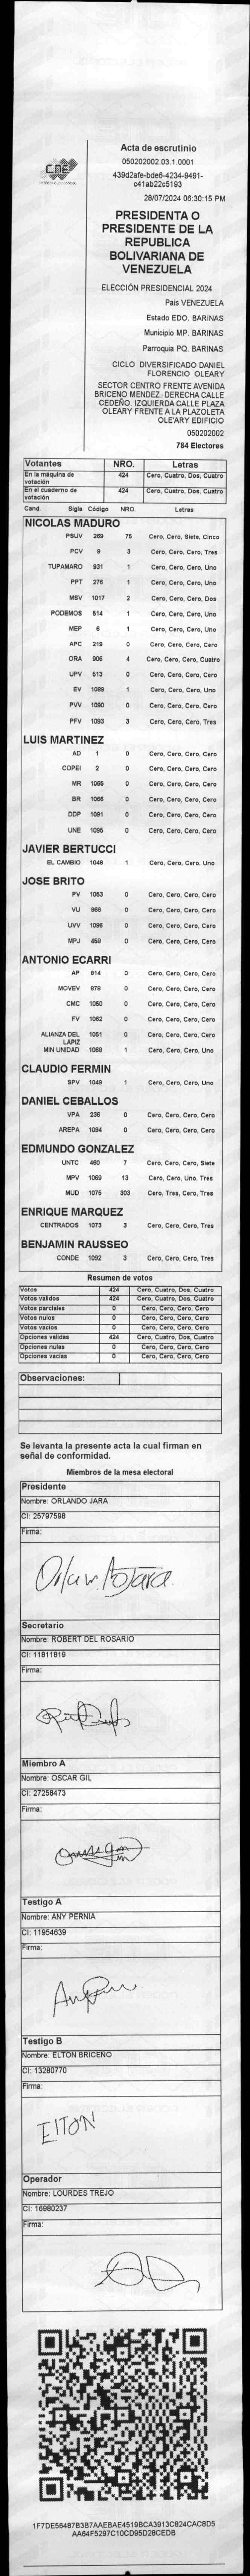 CNE
Acta de escrutinio
050202002.03.1.0001
439d2afe-bde6-4234-9491-
c41ab22c5193
28/07/2024 06:30:15 PM
PRESIDENTA O
PRESIDENTE DE LA
REPUBLICA
BOLIVARIANA DE
VENEZUELA
ELECCIÓN PRESIDENCIAL 2024
Pais VENEZUELA
Estado EDO. BARINAS
Municipio MP. BARINAS
Parroquia PQ. BARINAS
CICLO DIVERSIFICADO DANIEL
FLORENCIO OLEARY
SECTOR CENTRO FRENTE AVENIDA
BRICENO MENDEZ. DERECHA CALLE
CEDEÑO. IZQUIERDA CALLE PLAZA
OLEARY FRENTE A LA PLAZOLETA
OLE'ARY EDIFICIO
050202002
784 Electores
Votantes NRO. Letras
En la máquina de votación 424 Cero, Cuatro, Dos, Cuatro
En el cuaderno de votación 424 Cero, Cuatro, Dos, Cuatro
Cand. Sigla Código NRO. Letras
NICOLAS MADURO
PSUV 269 75 Cero, Cero, Siete, Cinco
PCV 9 3 Cero, Cero, Cero, Tres
TUPAMARO 931 1 Cero, Cero, Cero, Uno
PPT 276 1 Cero, Cero, Cero, Uno
MSV 1017 2 Cero, Cero, Cero, Dos
PODEMOS 514 1 Cero, Cero, Cero, Uno
MEP 6 1 Cero, Cero, Cero, Uno
APC 219 0 Cero, Cero, Cero, Cero
ORA 906 4 Cero, Cero, Cero, Cuatro
UPV 513 0 Cero, Cero, Cero, Cero
EV 1089 1 Cero, Cero, Cero, Uno
PVV 1090 0 Cero, Cero, Cero, Cero
PFV 1093 3 Cero, Cero, Cero, Tres
LUIS MARTINEZ
AD 1 0 Cero, Cero, Cero, Cero
COPEI 2 0 Cero, Cero, Cero, Cero
MR 1065 0 Cero, Cero, Cero, Cero
BR 1066 0 Cero, Cero, Cero, Cero
DDP 1091 0 Cero, Cero, Cero, Cero
UNE 1095 0 Cero, Cero, Cero, Cero
JAVIER BERTUCCI
EL CAMBIO 1048 1 Cero, Cero, Cero, Uno
JOSE BRITO
PV 1053 0 Cero, Cero, Cero, Cero
VU 868 0 Cero, Cero, Cero, Cero
UVV 1096 0 Cero, Cero, Cero, Cero
MPJ 458 0 Cero, Cero, Cero, Cero
ANTONIO ECARRI
AP 914 0 Cero, Cero, Cero, Cero
MOVEV 978 0 Cero, Cero, Cero, Cero
CMC 1050 0 Cero, Cero, Cero, Cero
FV 1062 0 Cero, Cero, Cero, Cero
ALIANZA DEL LAPIZ 1051 0 Cero, Cero, Cero, Cero
MIN UNIDAD 1068 1 Cero, Cero, Cero, Uno
CLAUDIO FERMIN
SPV 1049 1 Cero, Cero, Cero, Uno
DANIEL CEBALLOS
VPA 236 0 Cero, Cero, Cero, Cero
AREPA 1094 0 Cero, Cero, Cero, Cero
EDMUNDO GONZALEZ
UNTC 460 7 Cero, Cero, Cero, Siete
MPV 1069 13 Cero, Cero, Uno, Tres
MUD 1075 303 Cero, Tres, Cero, Tres
ENRIQUE MARQUEZ
CENTRADOS 1073 3 Cero, Cero, Cero, Tres
BENJAMIN RAUSSEO
CONDE 1092 3 Cero, Cero, Cero, Tres
Resumen de votos
Votos 424 Cero, Cuatro, Dos, Cuatro
Votos validos 424 Cero, Cuatro, Dos, Cuatro
Votos parciales 0 Cero, Cero, Cero, Cero
Votos nulos 0 Cero, Cero, Cero, Cero
Votos vacios 0 Cero, Cero, Cero, Cero
Opciones validas 424 Cero, Cuatro, Dos, Cuatro
Opciones nulas 0 Cero, Cero, Cero, Cero
Opciones vacias 0 Cero, Cero, Cero, Cero
Observaciones:
Se levanta la presente acta la cual firman en
señal de conformidad.
Miembros de la mesa electoral
Presidente
Nombre: ORLANDO JARA
CI: 25797598
Firma:
Secretario
Nombre: ROBERT DEL ROSARIO
CI: 11811819
Firma:
Miembro A
Nombre: OSCAR GIL
CI: 27258473
Firma:
Testigo A
Nombre: ANY PERNIA
CI: 11954639
Firma:
Testigo B
Nombre: ELTON BRICEÑO
CI: 13280770
Firma:
ElTON
Operador
Nombre: LOURDES TREJO
CI: 16980237
Firma:
1F7DE56487B3B7AAEBAE4519BCA3913C824CAC8D5
AA64F5297C10CD95D28CEDB